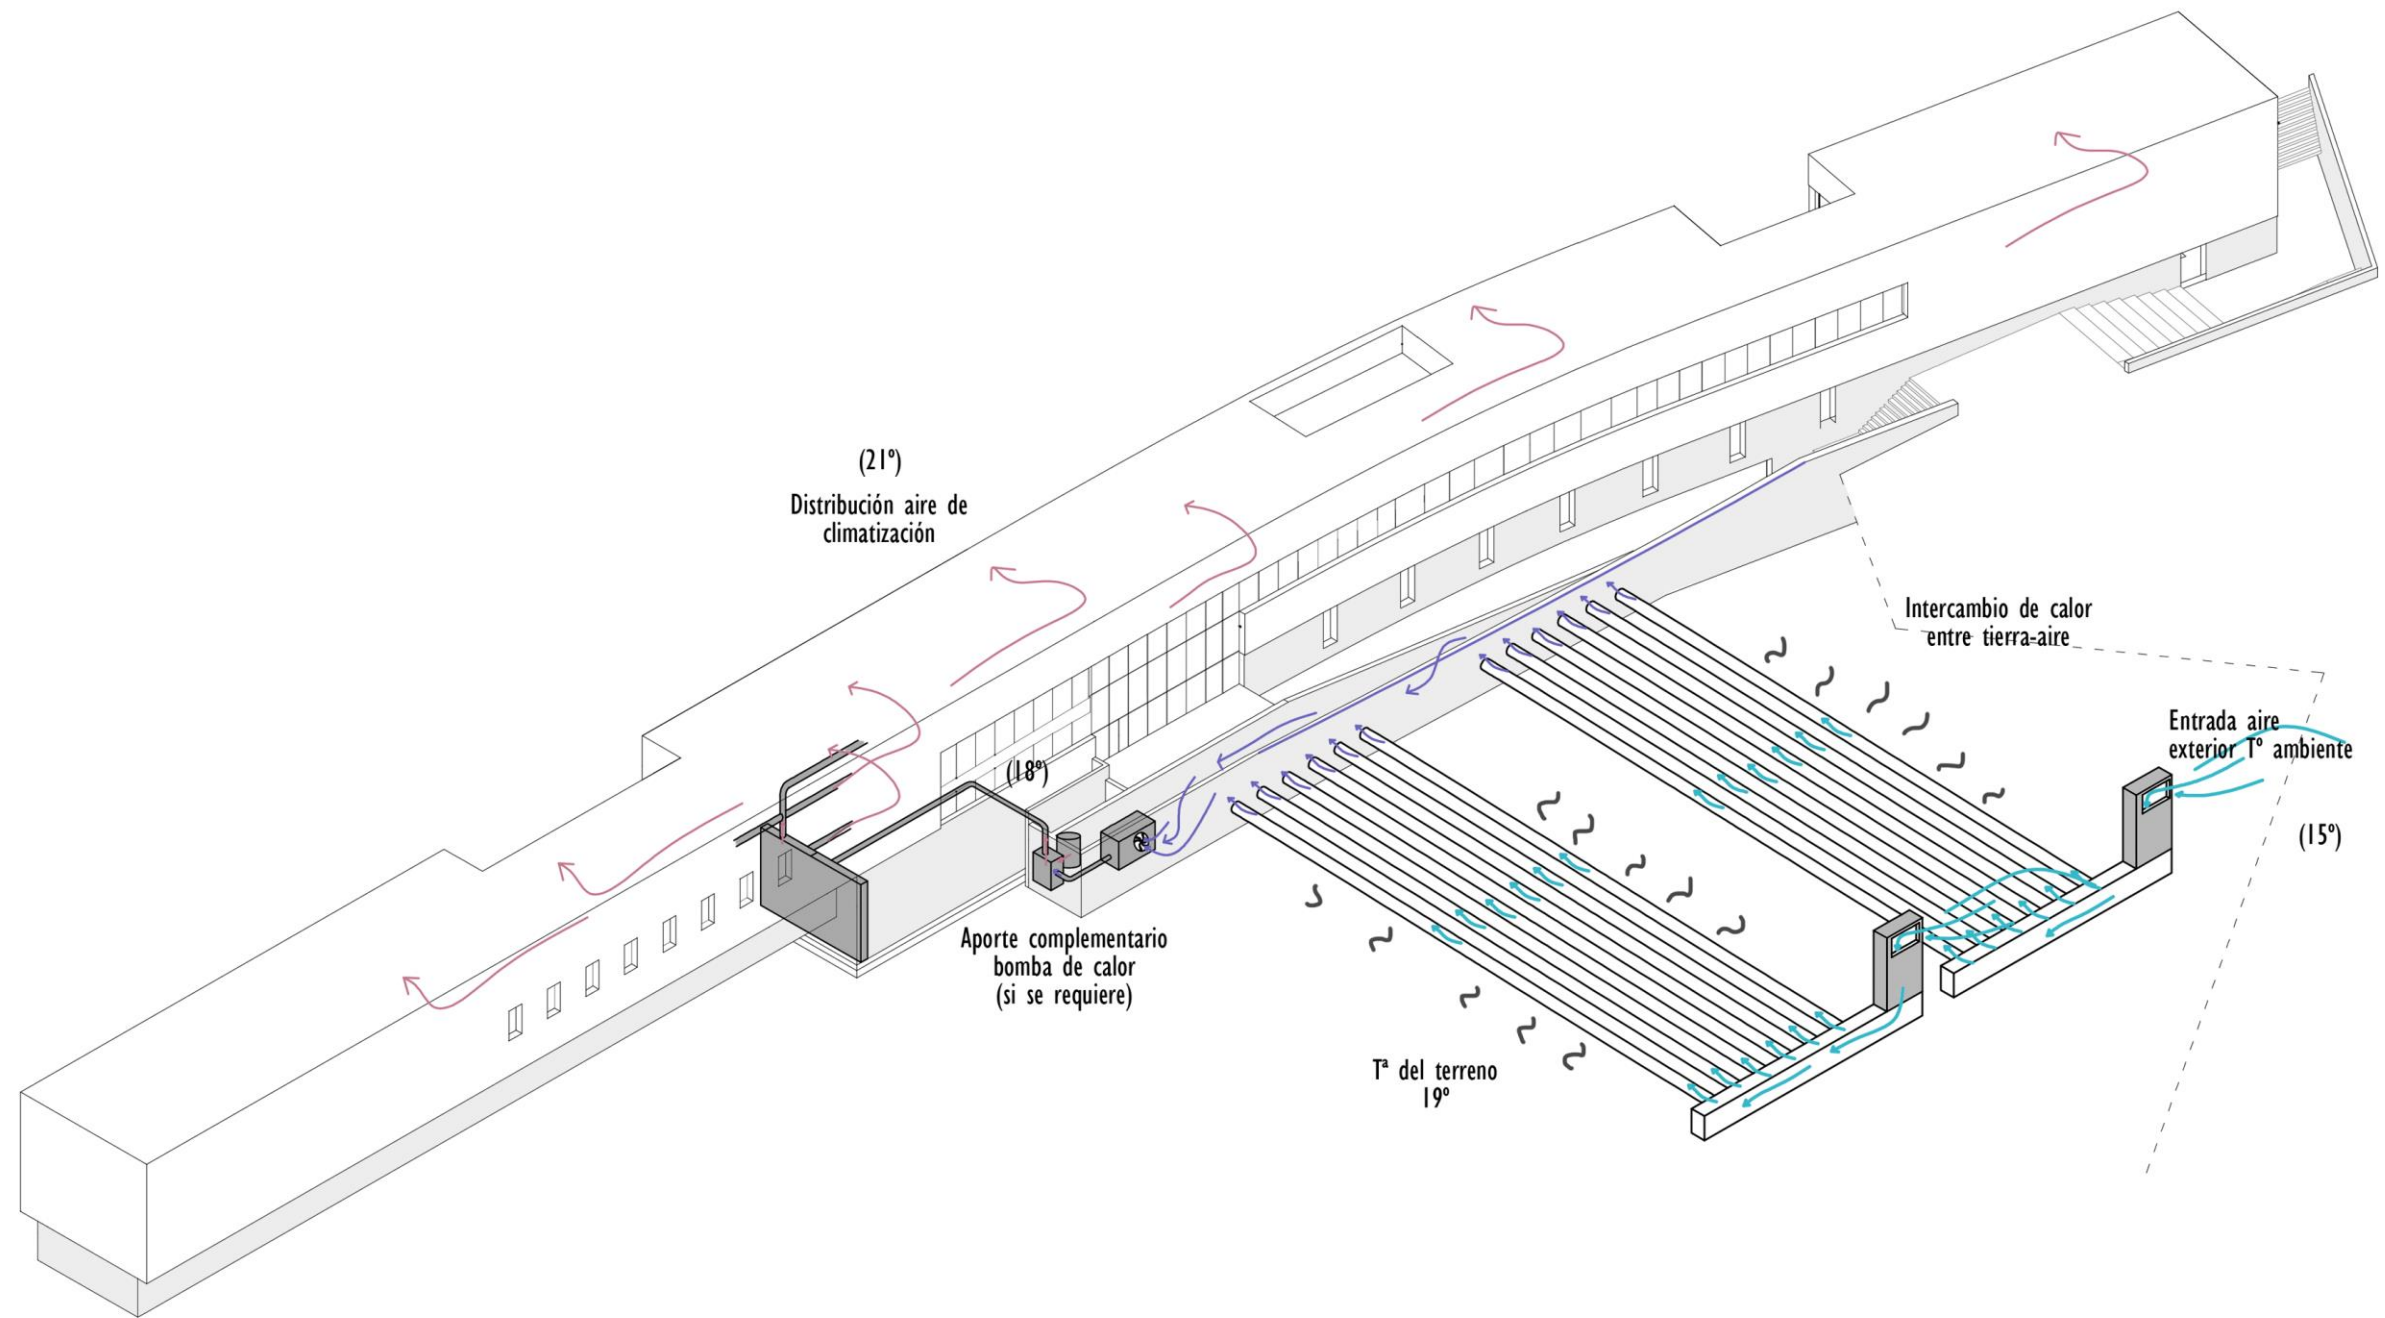 (21º)
Distribución aire de
climatización
Intercambio de calor
entre tierra-aire
Entrada aire
exterior Tº ambiente
(15º)
(18º)
Aporte complementario
bomba de calor
(si se requiere)
Tª del terreno
19º